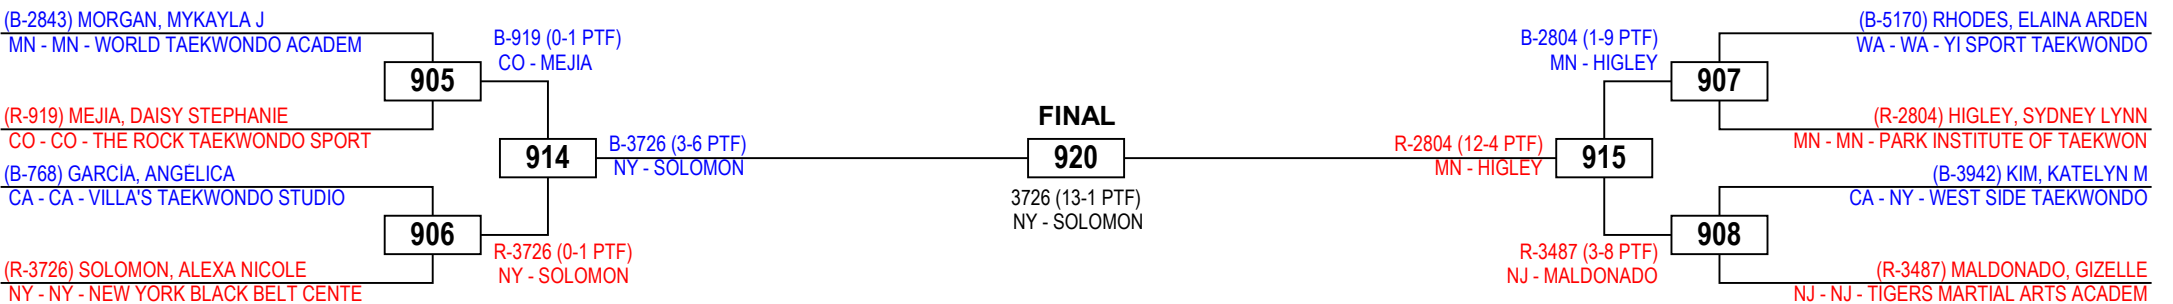 (B-2843) MORGAN, MYKAYLA J
MN - MN - WORLD TAEKWONDO ACADEM
905
(R-919) MEJIA, DAISY STEPHANIE
CO - CO - THE ROCK TAEKWONDO SPORT
(B-768) GARCÍA, ANGÉLICA
CA - CA - VILLA'S TAEKWONDO STUDIO
906
(R-3726) SOLOMON, ALEXA NICOLE
NY - NY - NEW YORK BLACK BELT CENTE
B-919 (0-1 PTF)
CO - MEJIA
914
R-3726 (0-1 PTF)
NY - SOLOMON
B-3726 (3-6 PTF)
NY - SOLOMON
FINAL
920
3726 (13-1 PTF)
NY - SOLOMON
R-2804 (12-4 PTF)
MN - HIGLEY
B-2804 (1-9 PTF)
MN - HIGLEY
915
R-3487 (3-8 PTF)
NJ - MALDONADO
(B-5170) RHODES, ELAINA ARDEN
WA - WA - YI SPORT TAEKWONDO
907
(R-2804) HIGLEY, SYDNEY LYNN
MN - MN - PARK INSTITUTE OF TAEKWON
(B-3942) KIM, KATELYN M
CA - NY - WEST SIDE TAEKWONDO
908
(R-3487) MALDONADO, GIZELLE
NJ - NJ - TIGERS MARTIAL ARTS ACADEM